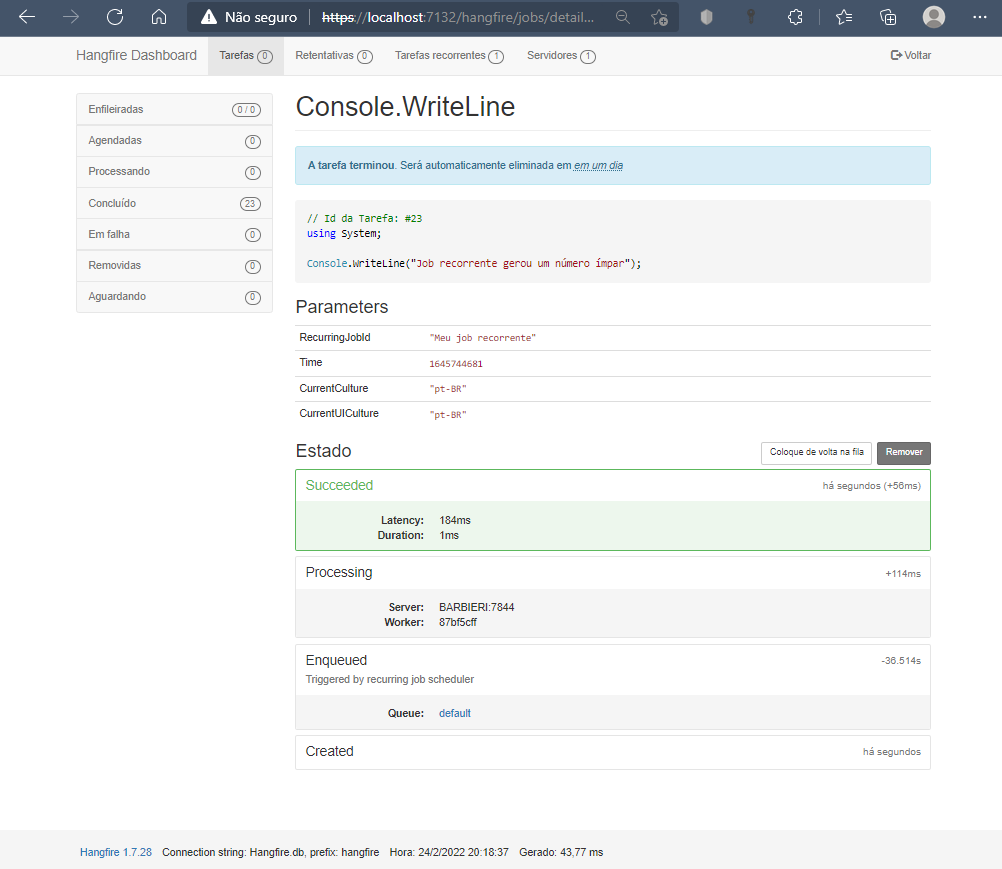 Não seguro
https://localhost:7132/hangfire/jobs/detail...
Hangfire Dashboard
Tarefas 0
Retentativas 0
Tarefas recorrentes 1
Servidores 1
Voltar
Enfileiradas 0 / 0
Agendadas 0
Processando 0
Concluído 23
Em falha 0
Removidas 0
Aguardando 0
Console.WriteLine
A tarefa terminou. Será automaticamente eliminada em em um dia
// Id da Tarefa: #23
using System;
Console.WriteLine("Job recorrente gerou um número ímpar");
Parameters
RecurringJobId "Meu job recorrente"
Time 1645744681
CurrentCulture "pt-BR"
CurrentUICulture "pt-BR"
Estado
Coloque de volta na fila
Remover
Succeeded há segundos (+56ms)
Latency: 184ms
Duration: 1ms
Processing +114ms
Server: BARBIERI:7844
Worker: 87bf5cff
Enqueued -36.514s
Triggered by recurring job scheduler
Queue: default
Created há segundos
Hangfire 1.7.28 Connection string: Hangfire.db, prefix: hangfire Hora: 24/2/2022 20:18:37 Gerado: 43,77 ms